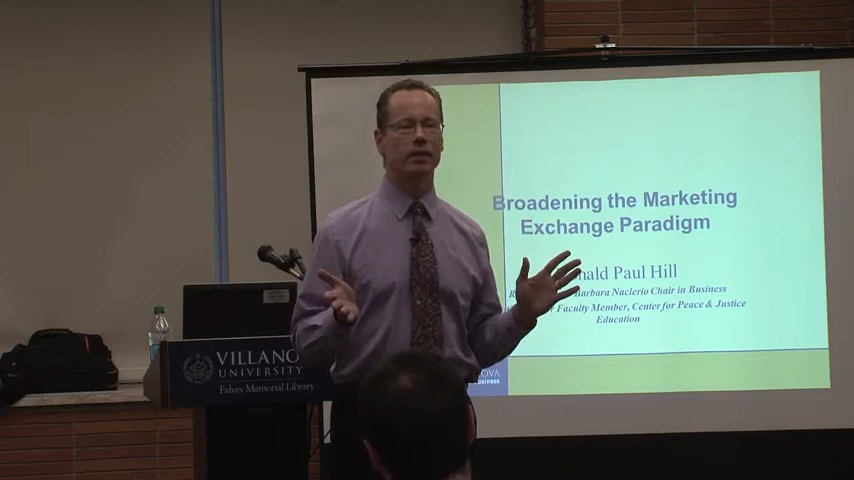 Broadening the Marketing
Exchange Paradigm
Paul Hill
Barbara Naclerio Chair in Business
Faculty Member, Center for Peace & Justice
Education
VILLANO
UNIVERSITY
Falvey Memorial Library
OVA